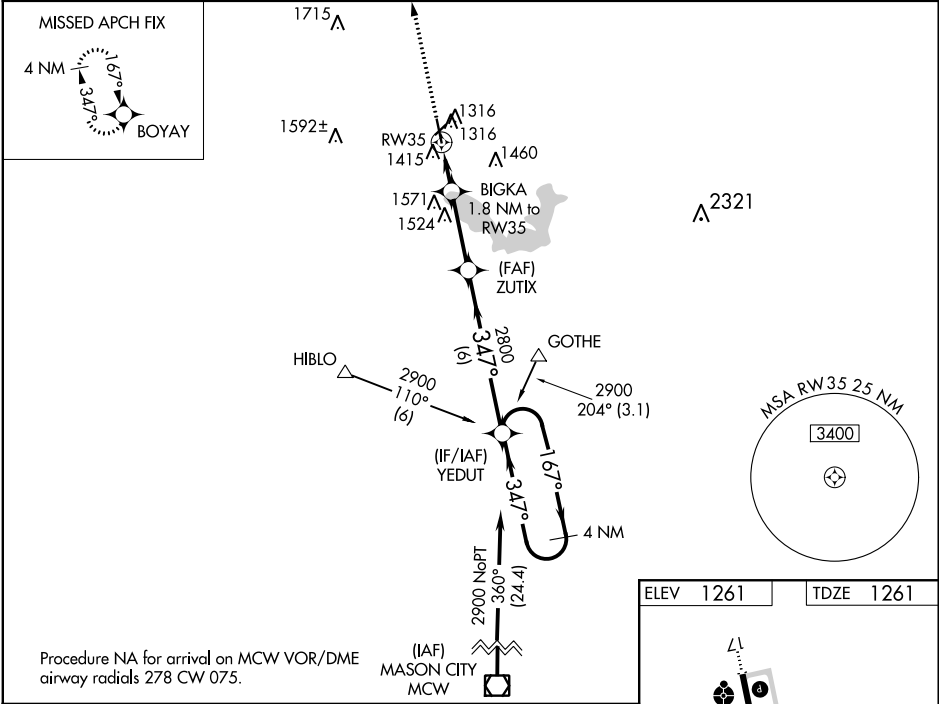 MISSED APCH FIX
4 NM
167°
347°
BOYAY
1715
1592±
1316
1316
RW35
1415
1460
BIGKA
1.8 NM to
RW35
1571
1524
2321
(FAF)
ZUTIX
2800
347°
(6)
HIBLO
2900
110°
(6)
GOTHE
2900
204° (3.1)
(IF/IAF)
YEDUT
167°
347°
4 NM
MSA RW35 25 NM
3400
2900 NoPT
360°
(24.4)
(IAF)
MASON CITY
MCW
Procedure NA for arrival on MCW VOR/DME
airway radials 278 CW 075.
ELEV 1261
TDZE 1261
17
P